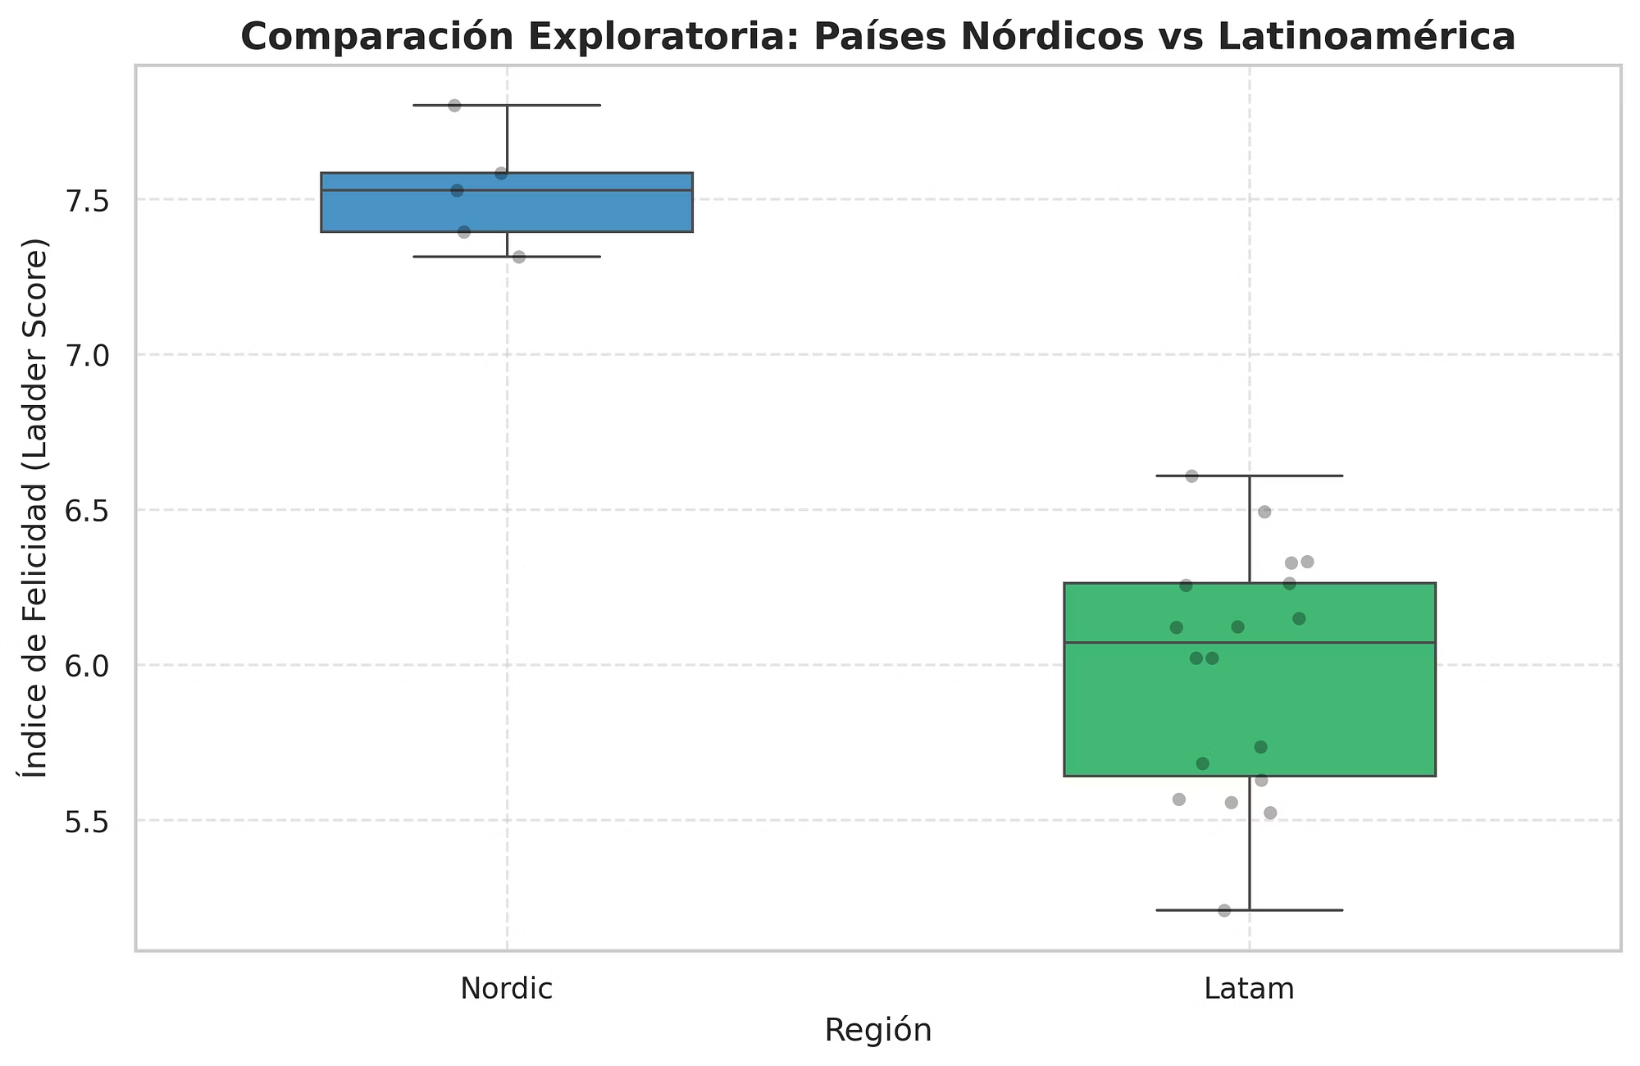 Comparación Exploratoria: Países Nórdicos vs Latinoamérica
Índice de Felicidad (Ladder Score)
7.5
7.0
6.5
6.0
5.5
Nordic
Latam
Región